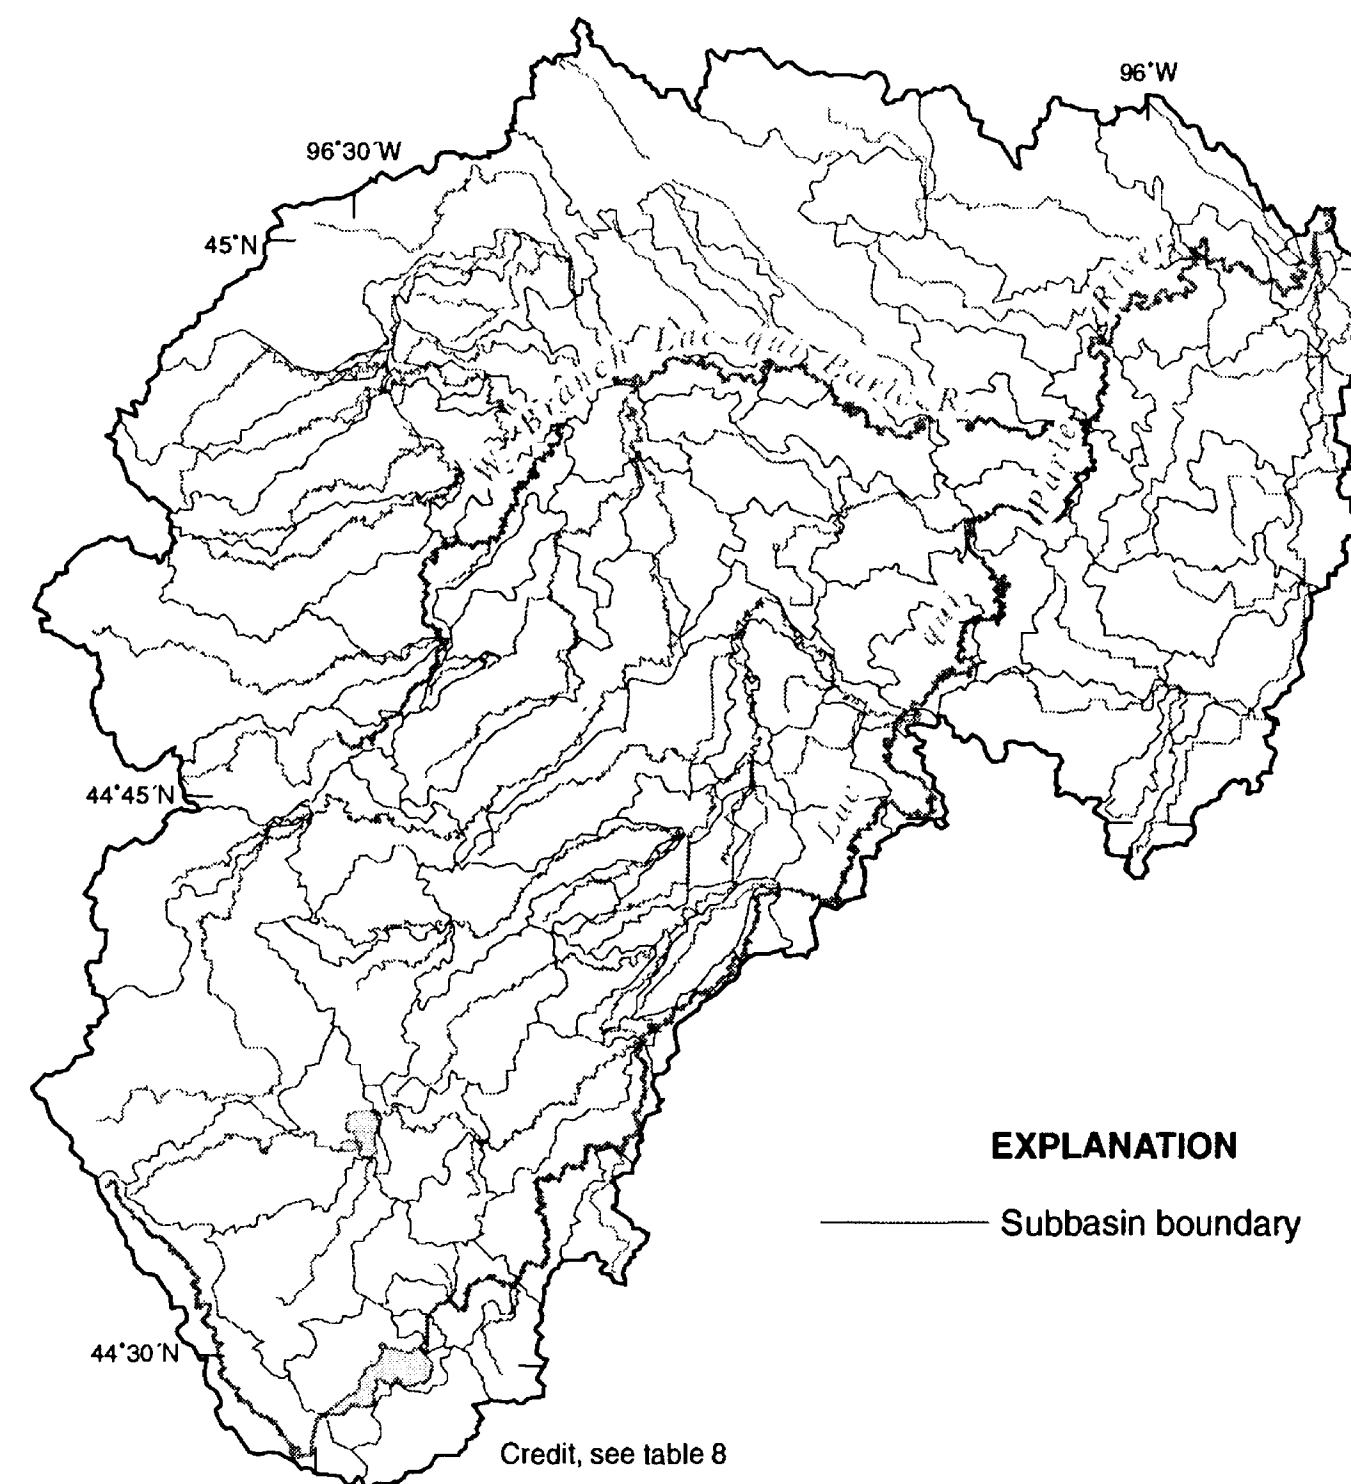 96°W
96°30´W
45°N
W. Branch Lac qui Parle R.
Lac qui Parle River
44°45´N
EXPLANATION
Subbasin boundary
44°30´N
Credit, see table 8